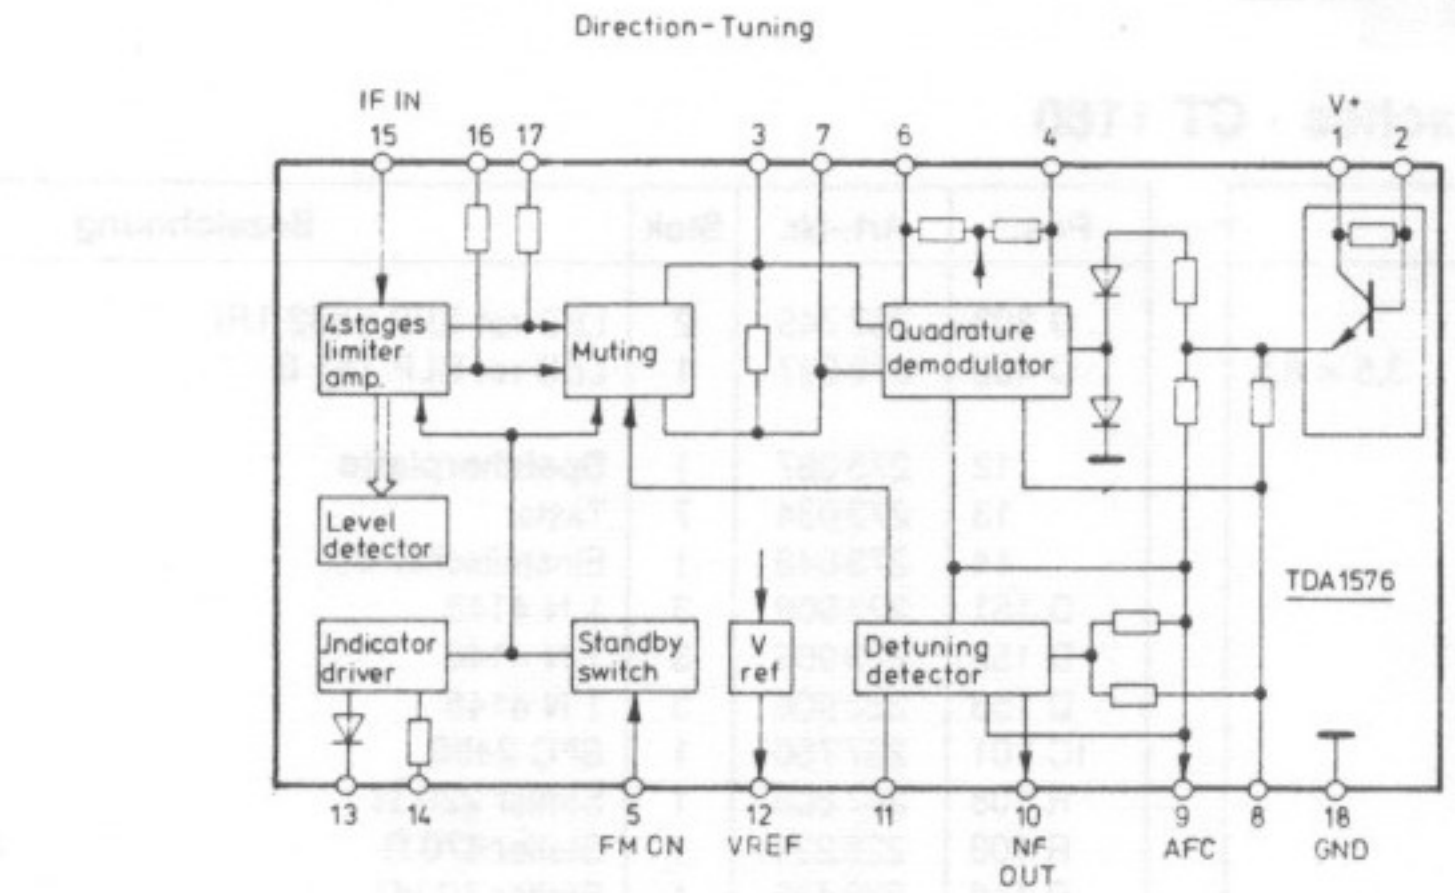 Direction-Tuning
IF IN
V+
15 16 17 3 7 6 4 1 2
4stages
limiter
amp.
Muting
Quadrature
demodulator
Level
detector
TDA1576
Jndicator
driver
Standby
switch
V
ref
Detuning
detector
13 14 5 12 11 10 9 8 18
FM ON VREF NF
OUT AFC GND